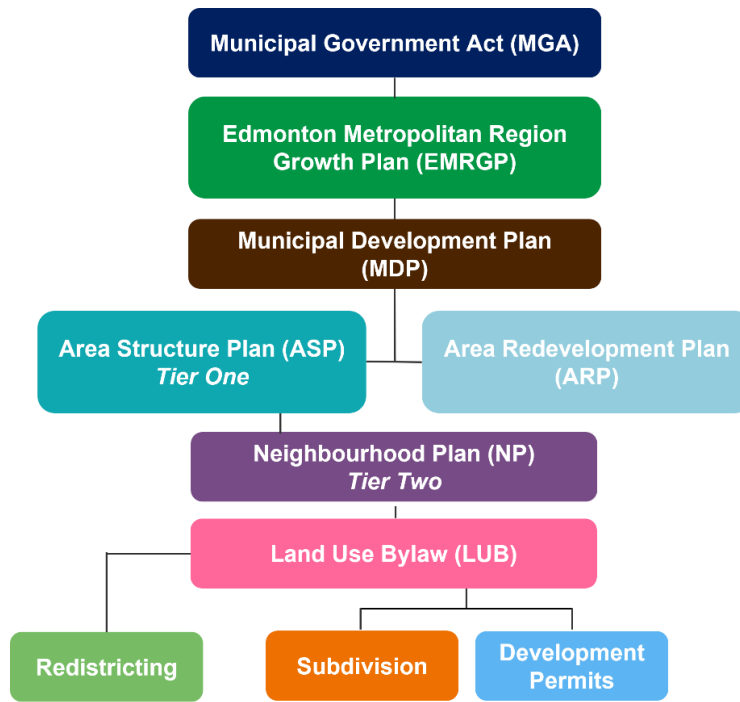 Municipal Government Act (MGA)
Edmonton Metropolitan Region
Growth Plan (EMRGP)
Municipal Development Plan
(MDP)
Area Structure Plan (ASP)
Tier One
Area Redevelopment Plan
(ARP)
Neighbourhood Plan (NP)
Tier Two
Land Use Bylaw (LUB)
Redistricting
Subdivision
Development
Permits